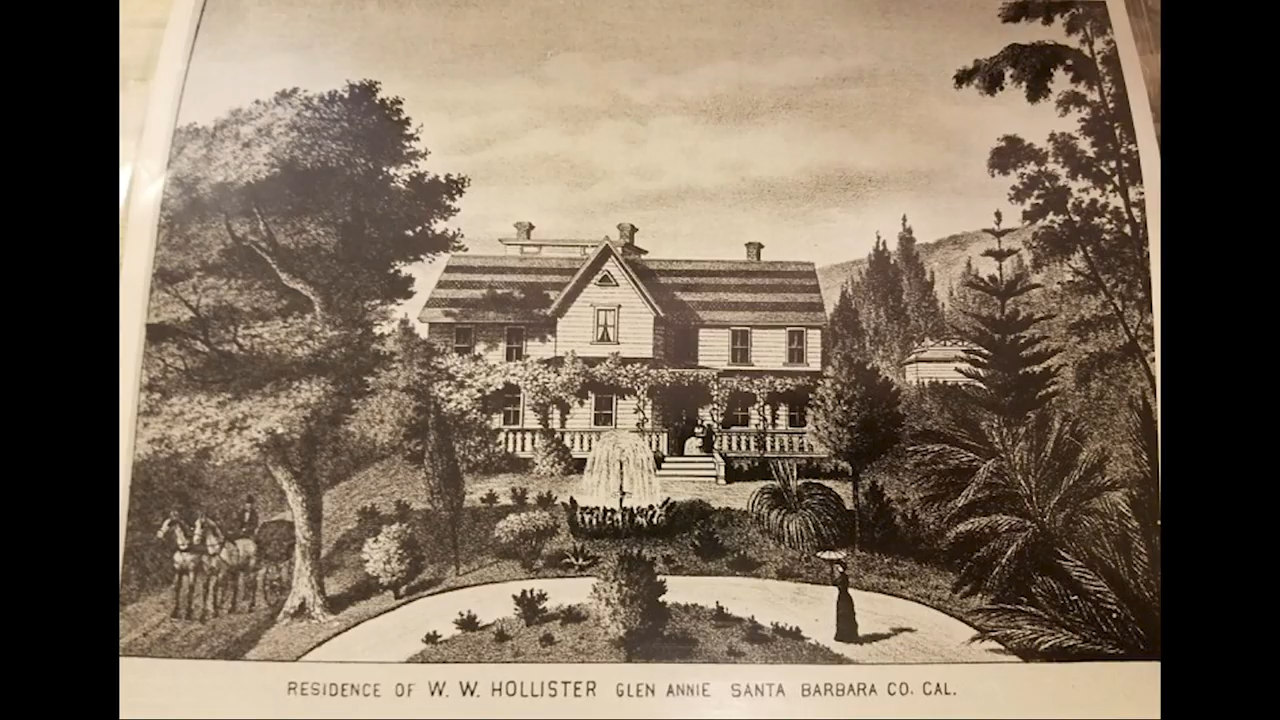 RESIDENCE OF W. W. HOLLISTER GLEN ANNIE SANTA BARBARA CO. CAL.